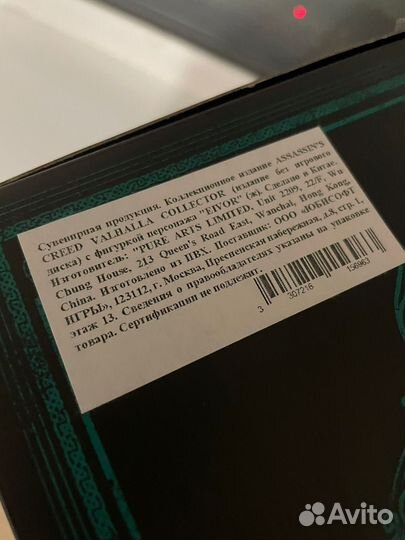 Сувенирная продукция. Коллекционное издание ASSASSIN'S
CREED VALHALLA COLLECTOR (издание без игрового
диска) с фигуркой персонажа "EIVOR" (ж). Сделано в Китае.
Изготовитель: "PURE ARTS LIMITED, Unit 2209, 22/F, Wu
Chung House, 213 Queen's Road East, Wanchai, Hong Kong,
China. Изготовлено из ПВХ. Поставщик: ООО «ЮБИСОФТ
ИГРЫ», 123112, г. Москва, Пресненская набережная, д.8, стр 1,
этаж 13. Сведения о правообладателях указаны на упаковке
товара. Сертификации не подлежит.
3 307216 156963
Avito